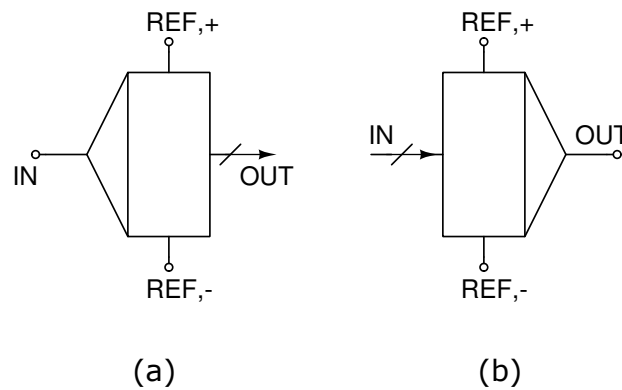 REF,+ REF,+
IN OUT IN OUT
REF,- REF,-
(a) (b)